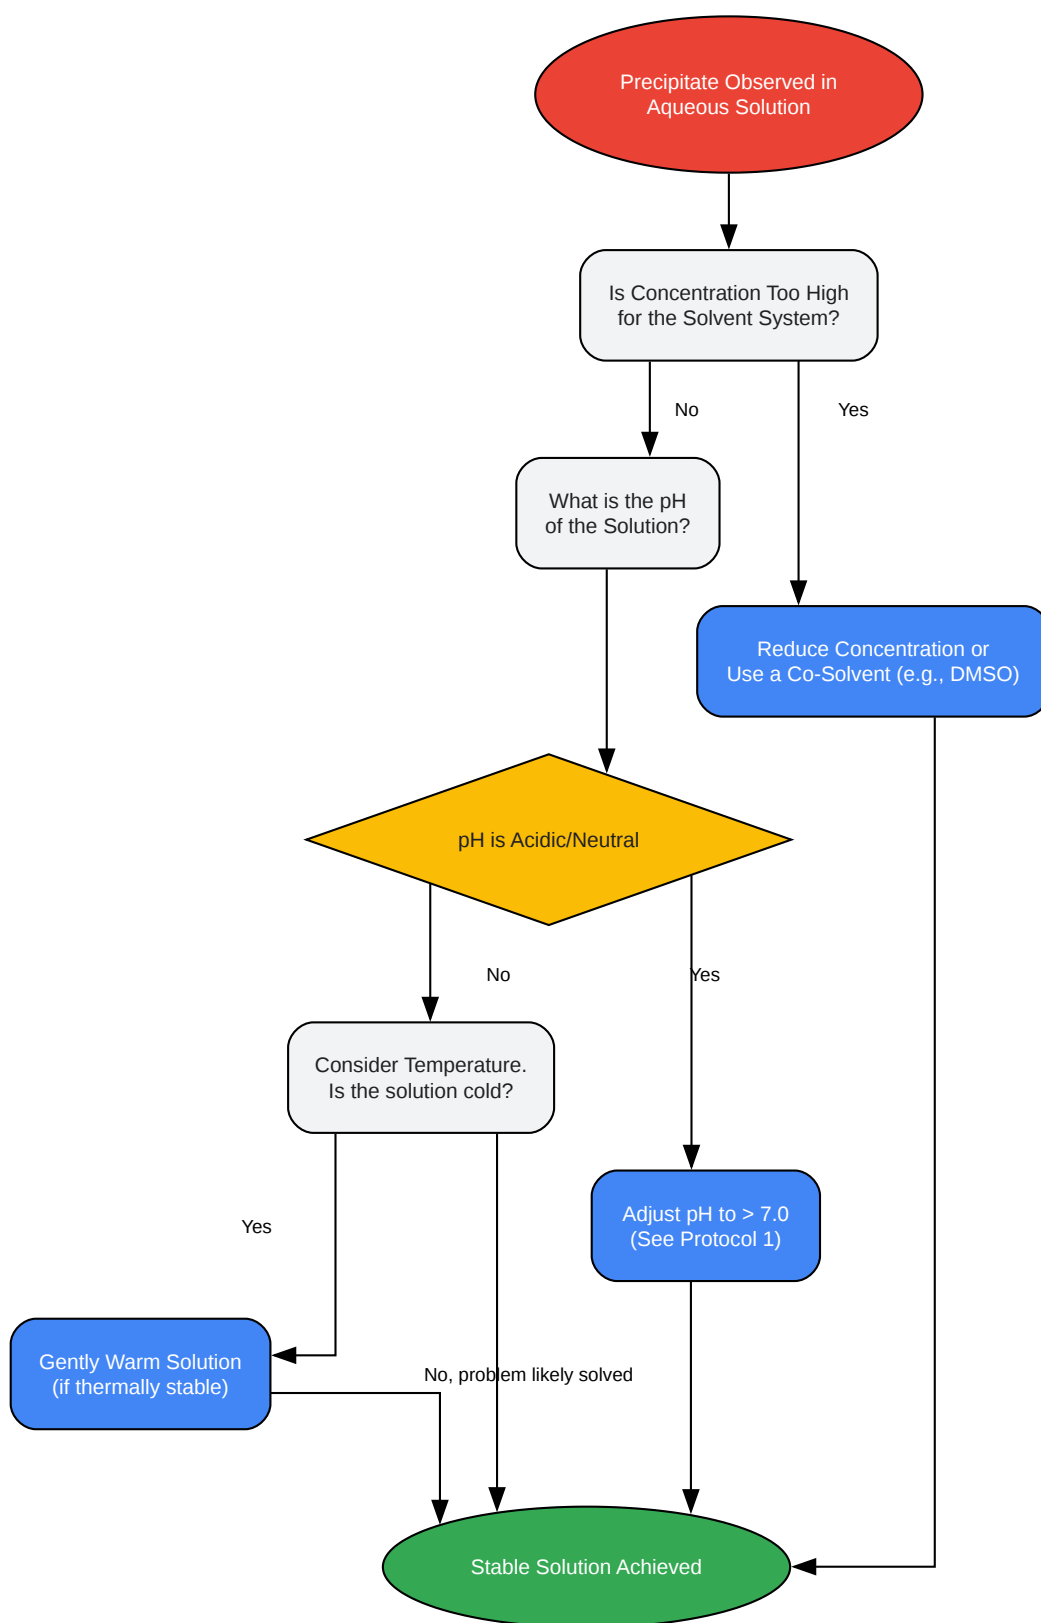 Precipitate Observed in
Aqueous Solution
Is Concentration Too High
for the Solvent System?
No
Yes
What is the pH
of the Solution?
Reduce Concentration or
Use a Co-Solvent (e.g., DMSO)
pH is Acidic/Neutral
No
Yes
Consider Temperature.
Is the solution cold?
Adjust pH to > 7.0
(See Protocol 1)
Yes
Gently Warm Solution
(if thermally stable)
No, problem likely solved
Stable Solution Achieved